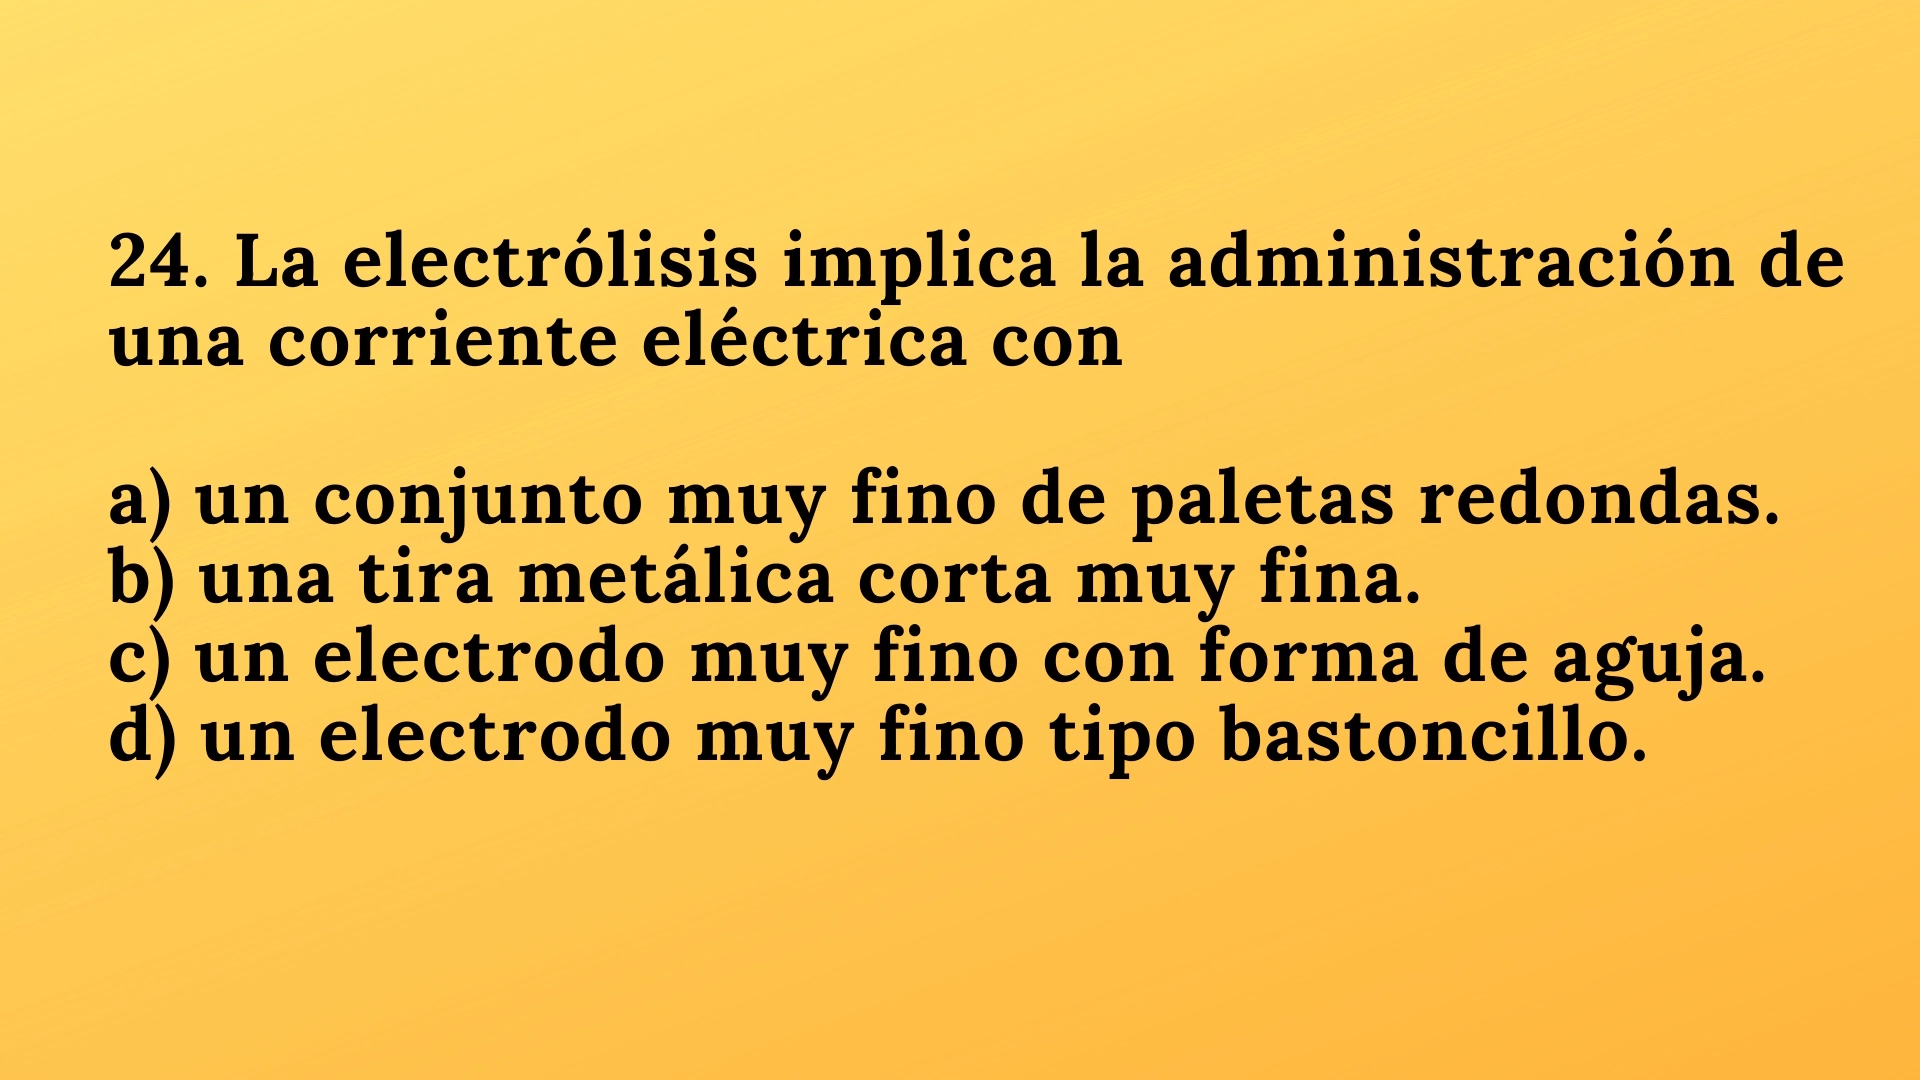 24. La electrólisis implica la administración de
una corriente eléctrica con
a) un conjunto muy fino de paletas redondas.
b) una tira metálica corta muy fina.
c) un electrodo muy fino con forma de aguja.
d) un electrodo muy fino tipo bastoncillo.